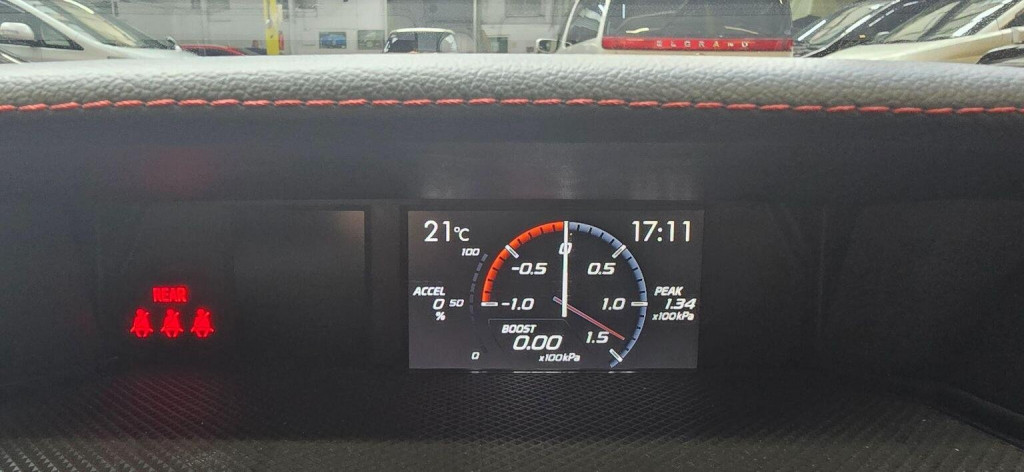 ELGRAND
21°C
17:11
100
0
-0.5
0.5
ACCEL
0 50
%
-1.0
1.0
PEAK
1.34
x100kPa
REAR
BOOST
0.00
x100kPa
1.5
0